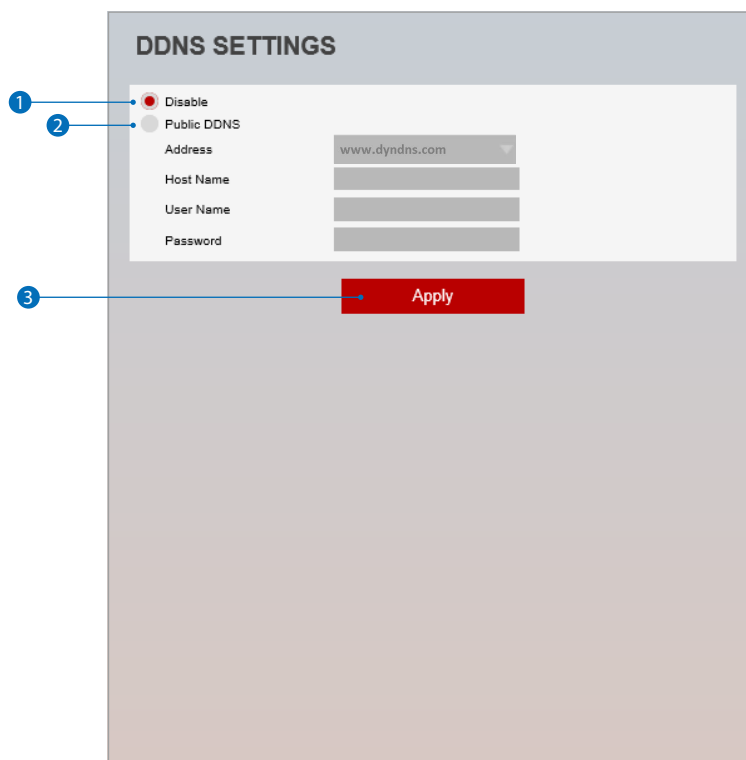 DDNS SETTINGS
1 Disable
2 Public DDNS
Address www.dyndns.com
Host Name
User Name
Password
3 Apply